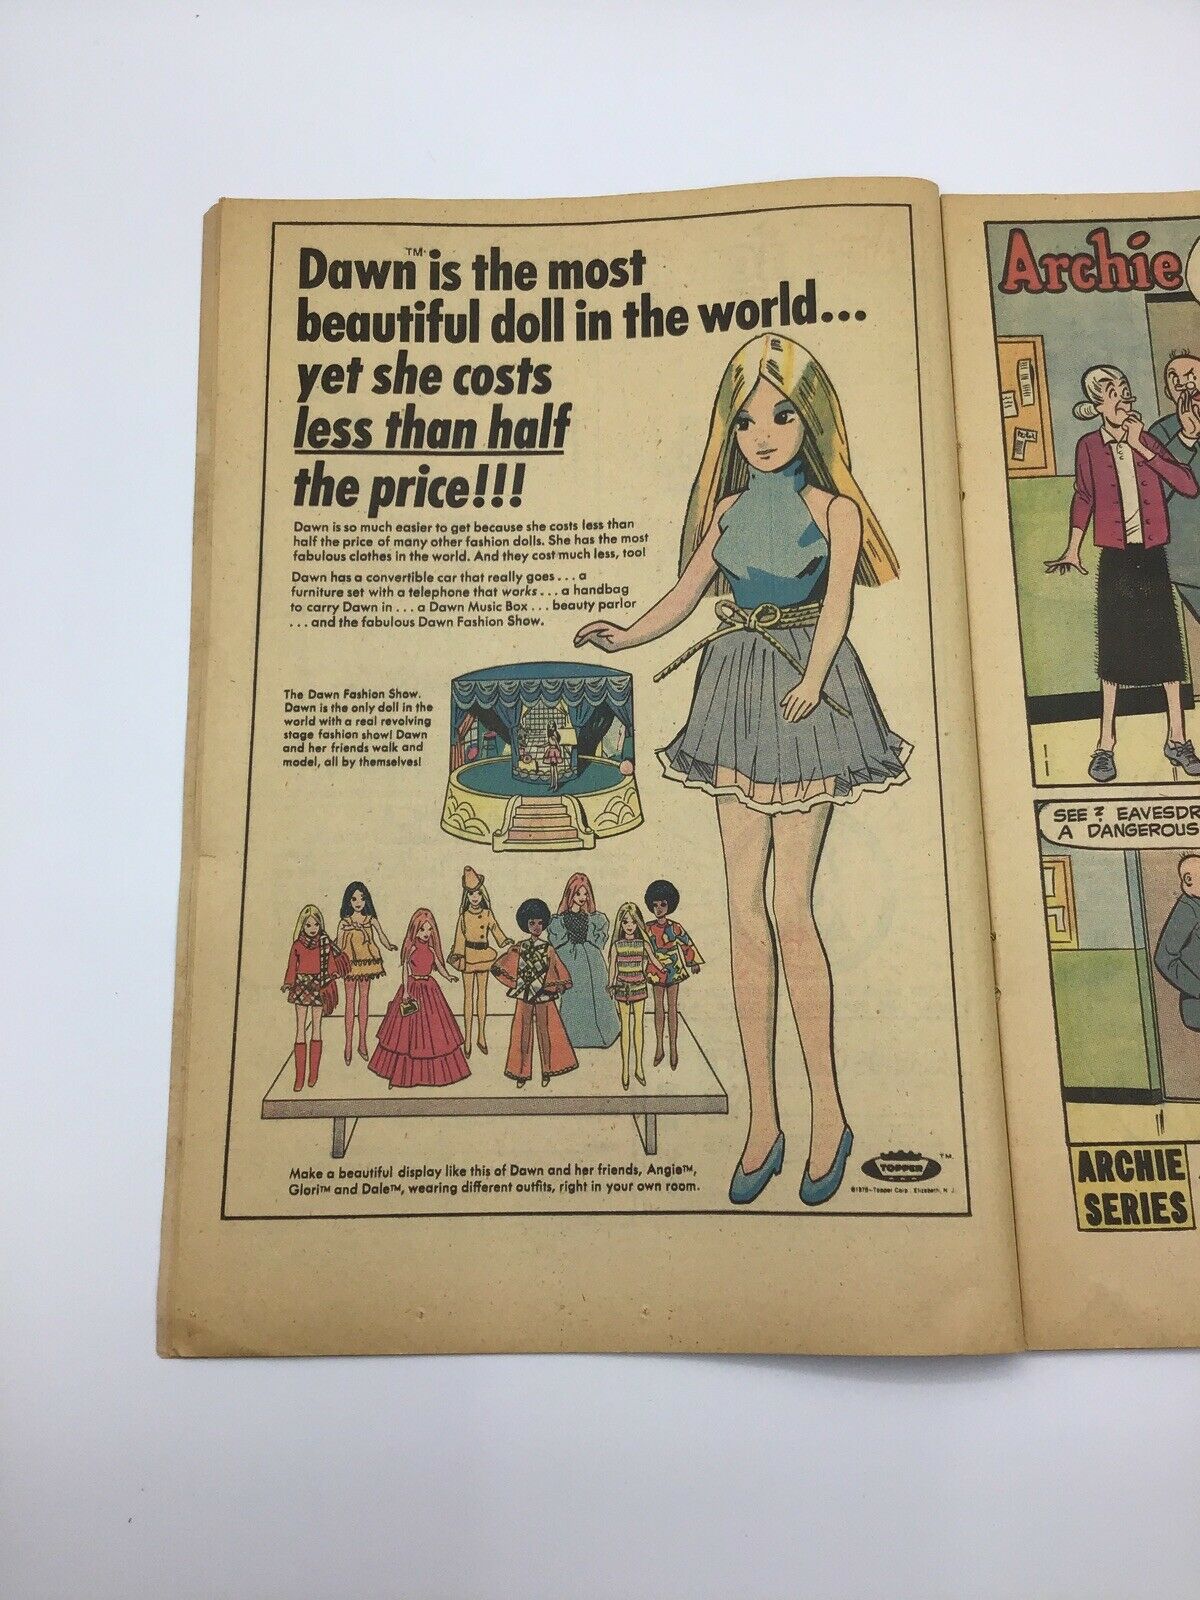 Dawn™ is the most
beautiful doll in the world...
yet she costs
less than half
the price!!!
Dawn is so much easier to get because she costs less than
half the price of many other fashion dolls. She has the most
fabulous clothes in the world. And they cost much less, too!
Dawn has a convertible car that really goes . . . a
furniture set with a telephone that works . . . a handbag
to carry Dawn in . . . a Dawn Music Box . . . beauty parlor
. . . and the fabulous Dawn Fashion Show.
The Dawn Fashion Show.
Dawn is the only doll in the
world with a real revolving
stage fashion show! Dawn
and her friends walk and
model, all by themselves!
Make a beautiful display like this of Dawn and her friends, Angie™,
Glori™ and Dale™, wearing different outfits, right in your own room.
TOPPER
TM.
Topper Corp., Elizabeth, N. J.
Archie
SEE? EAVESDR
A DANGEROUS
ARCHIE
SERIES